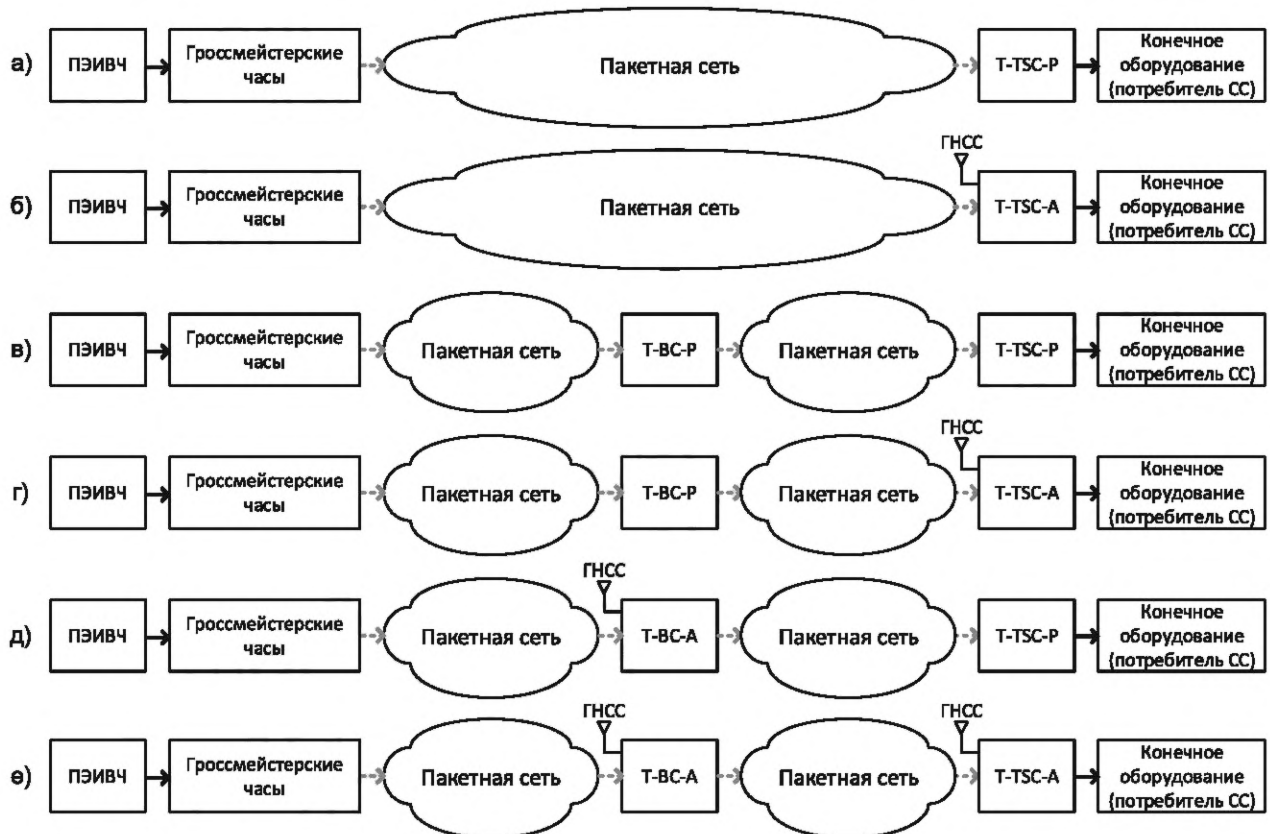 а)
ПЭИВЧ
Гроссмейстерские
часы
Пакетная сеть
T-TSC-P
Конечное
оборудование
(потребитель СС)
б)
ПЭИВЧ
Гроссмейстерские
часы
Пакетная сеть
ГНСС
T-TSC-A
Конечное
оборудование
(потребитель СС)
в)
ПЭИВЧ
Гроссмейстерские
часы
Пакетная сеть
T-BC-P
Пакетная сеть
T-TSC-P
Конечное
оборудование
(потребитель СС)
г)
ПЭИВЧ
Гроссмейстерские
часы
Пакетная сеть
T-BC-P
Пакетная сеть
ГНСС
T-TSC-A
Конечное
оборудование
(потребитель СС)
д)
ПЭИВЧ
Гроссмейстерские
часы
Пакетная сеть
ГНСС
T-BC-A
Пакетная сеть
T-TSC-P
Конечное
оборудование
(потребитель СС)
е)
ПЭИВЧ
Гроссмейстерские
часы
Пакетная сеть
ГНСС
T-BC-A
Пакетная сеть
ГНСС
T-TSC-A
Конечное
оборудование
(потребитель СС)